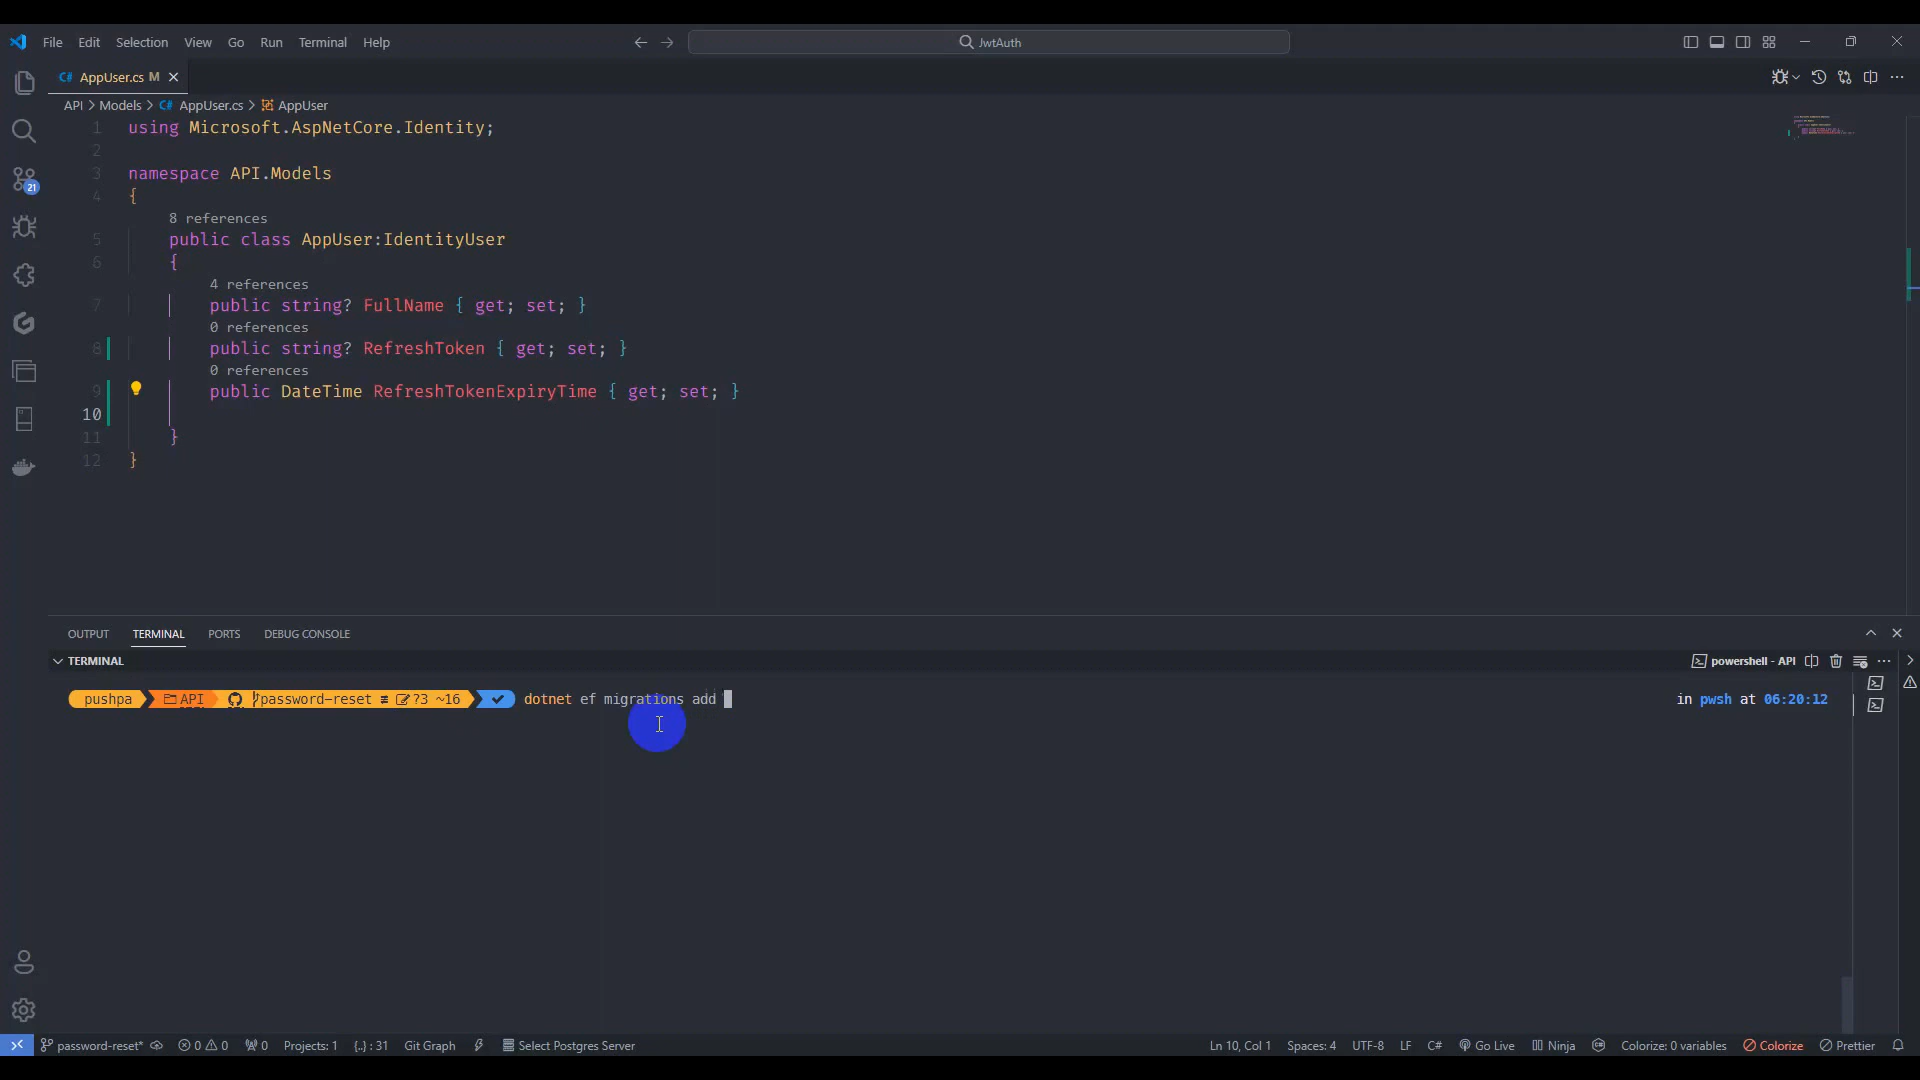 File Edit Selection View Go Run Terminal Help
JwtAuth
C# AppUser.cs M
API > Models > C# AppUser.cs > AppUser
1 using Microsoft.AspNetCore.Identity;
2
3 namespace API.Models
4 {
8 references
5 public class AppUser:IdentityUser
6 {
4 references
7 public string? FullName { get; set; }
0 references
8 public string? RefreshToken { get; set; }
0 references
9 public DateTime RefreshTokenExpiryTime { get; set; }
10
11 }
12 }
21
OUTPUT TERMINAL PORTS DEBUG CONSOLE
TERMINAL
powershell - API
pushpa API password-reset ≢ ?3 ~16 dotnet ef migrations add in pwsh at 06:20:12
password-reset* 0 0 0 Projects: 1 {..} : 31 Git Graph Select Postgres Server Ln 10, Col 1 Spaces: 4 UTF-8 LF C# Go Live Ninja Colorize: 0 variables Colorize Prettier